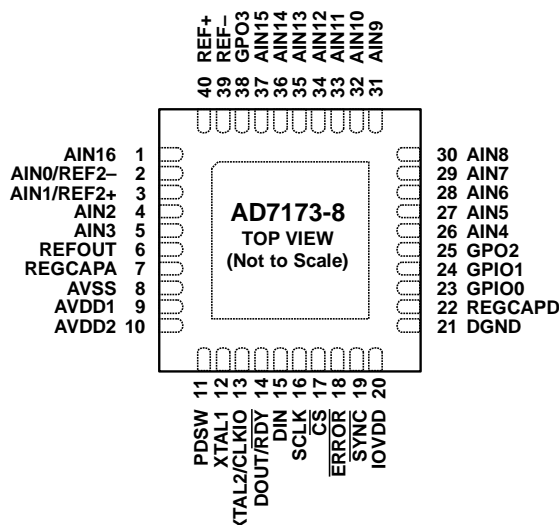 40 REF+
39 REF–
38 GPO3
37 AIN15
36 AIN14
35 AIN13
34 AIN12
33 AIN11
32 AIN10
31 AIN9
AIN16 1
AIN0/REF2– 2
AIN1/REF2+ 3
AIN2 4
AIN3 5
REFOUT 6
REGCAPA 7
AVSS 8
AVDD1 9
AVDD2 10
AD7173-8
TOP VIEW
(Not to Scale)
30 AIN8
29 AIN7
28 AIN6
27 AIN5
26 AIN4
25 GPO2
24 GPIO1
23 GPIO0
22 REGCAPD
21 DGND
PDSW 11
XTAL1 12
XTAL2/CLKIO 13
DOUT/RDY 14
DIN 15
SCLK 16
CS 17
ERROR 18
SYNC 19
IOVDD 20